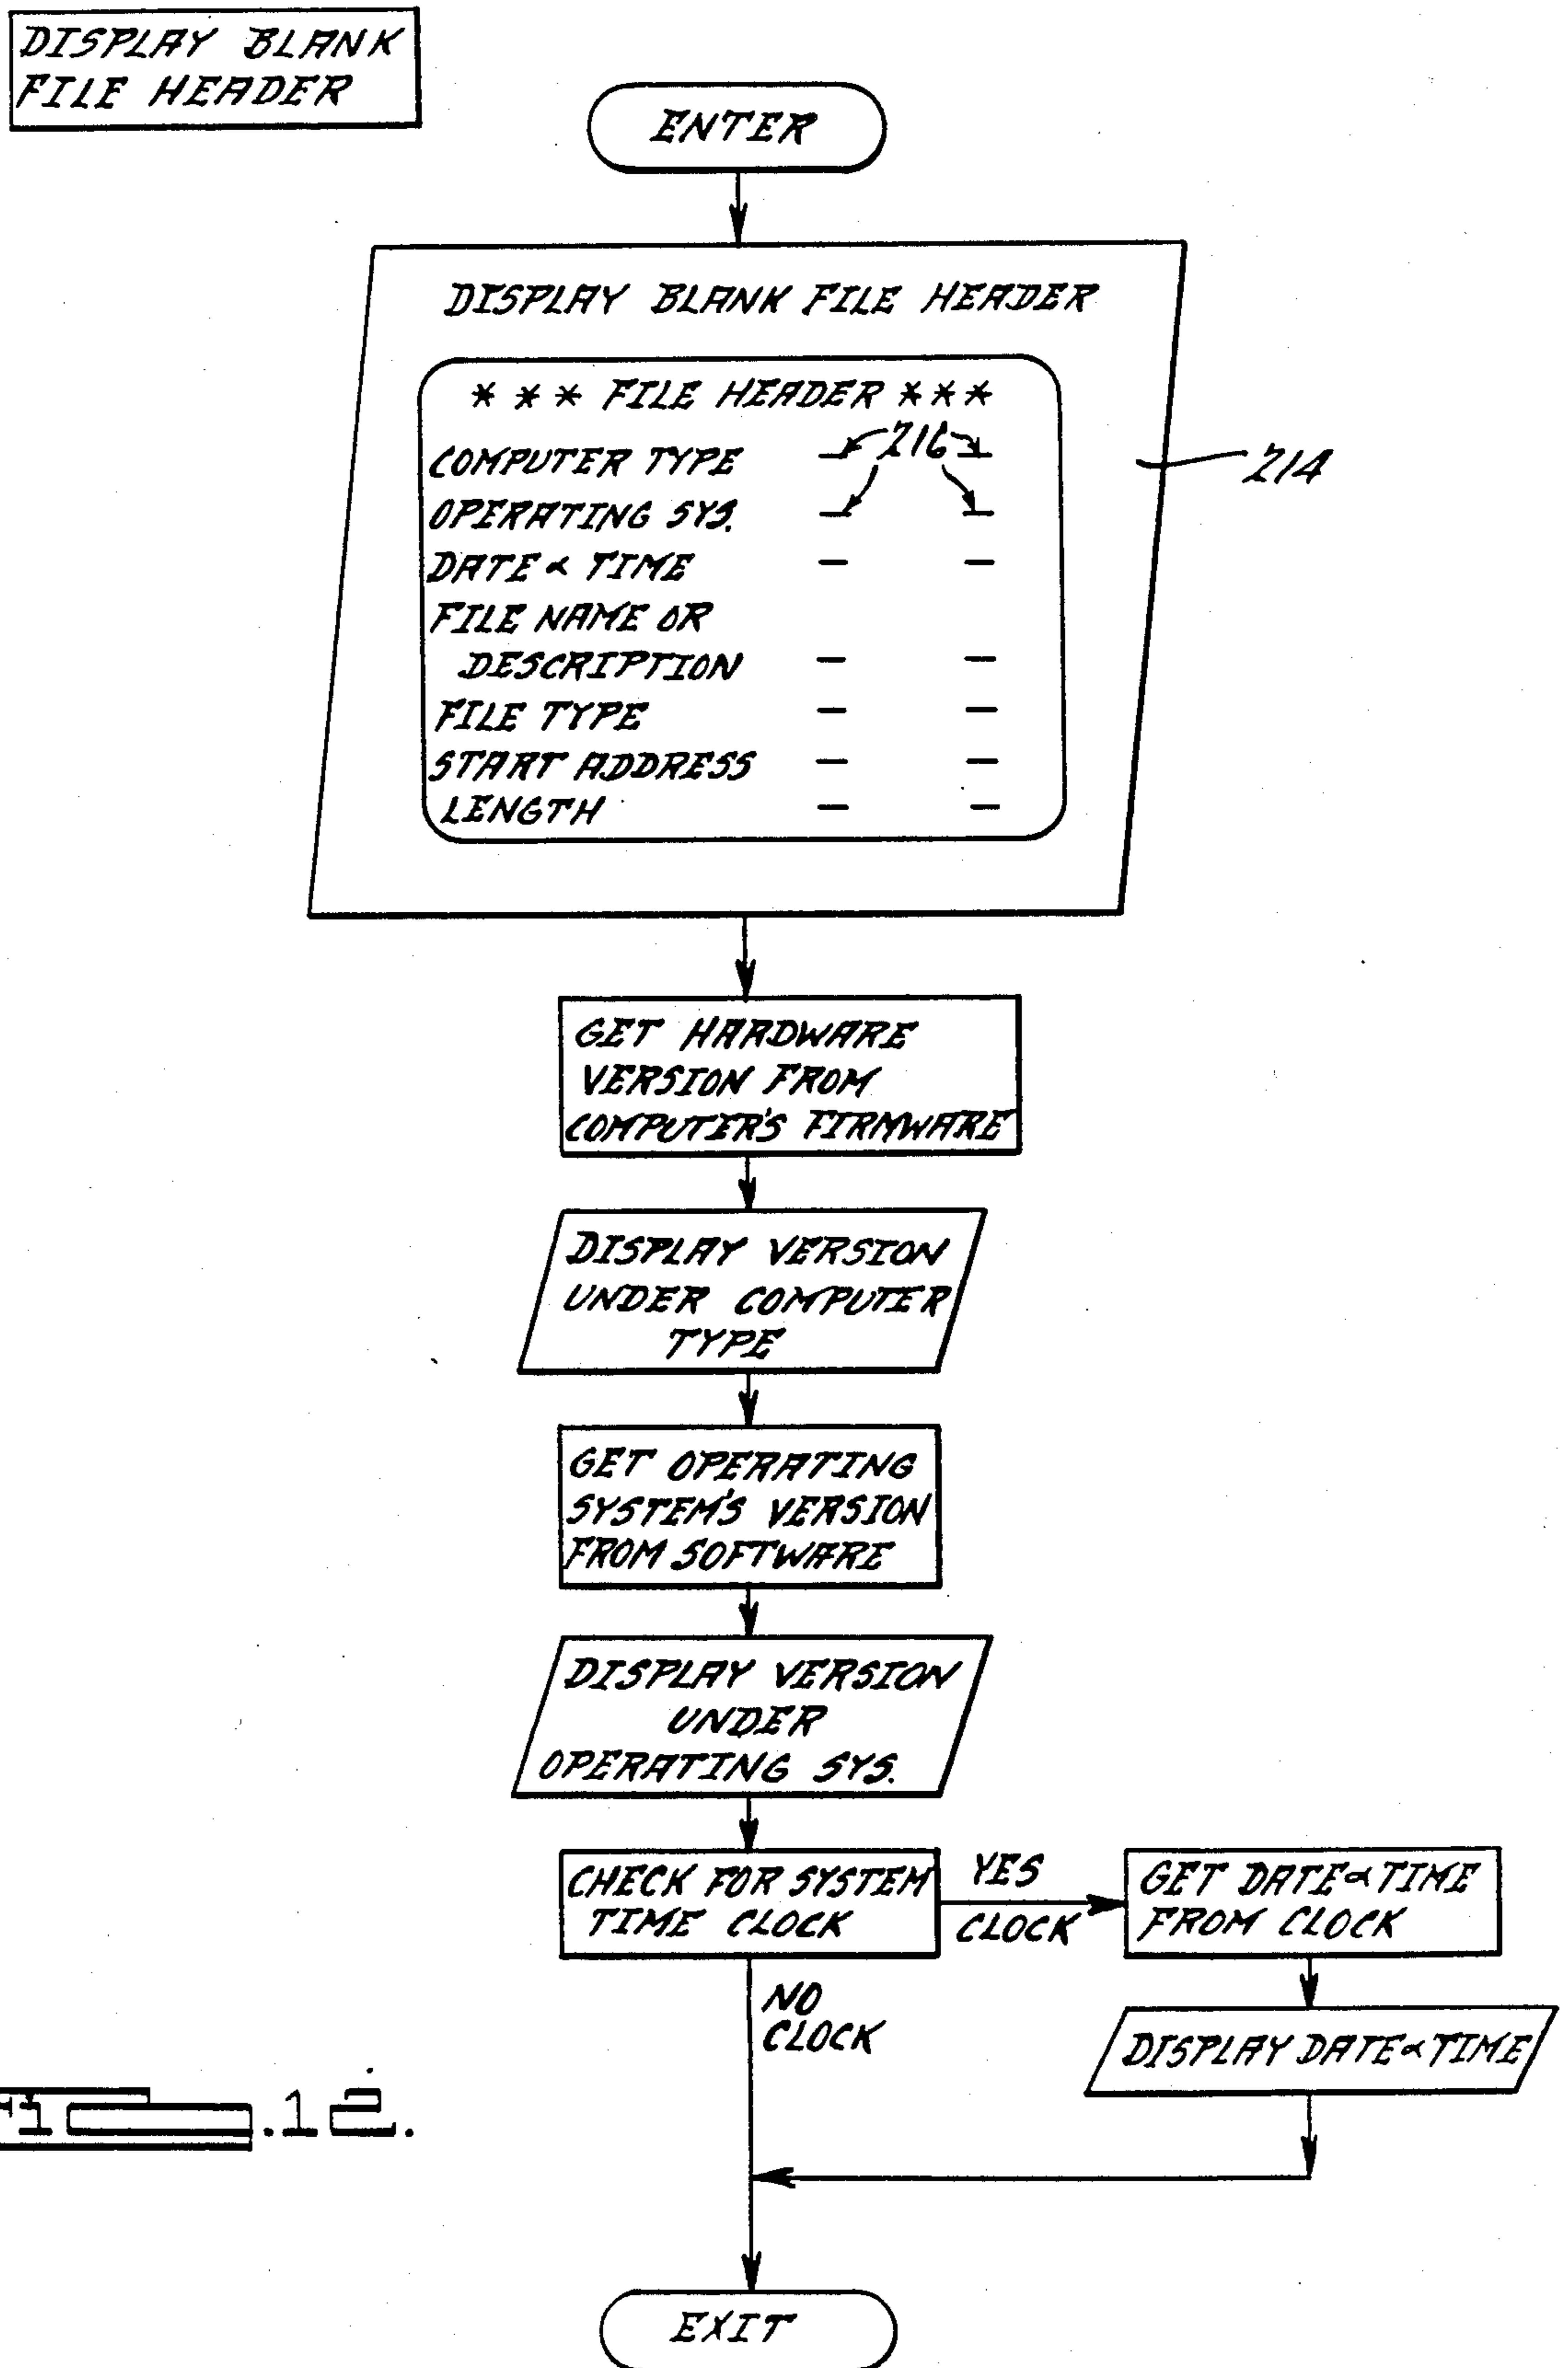 DISPLAY BLANK
FILE HEADER
ENTER
DISPLAY BLANK FILE HEADER
* * * FILE HEADER * * *
COMPUTER TYPE — 216 —
OPERATING SYS. — —
214
DATE & TIME — —
FILE NAME OR
DESCRIPTION — —
FILE TYPE — —
START ADDRESS — —
LENGTH — —
GET HARDWARE
VERSION FROM
COMPUTER'S FIRMWARE
DISPLAY VERSION
UNDER COMPUTER
TYPE
GET OPERATING
SYSTEM'S VERSION
FROM SOFTWARE
DISPLAY VERSION
UNDER
OPERATING SYS.
CHECK FOR SYSTEM
TIME CLOCK
YES
CLOCK
GET DATE & TIME
FROM CLOCK
NO
CLOCK
DISPLAY DATE & TIME
.12.
EXIT